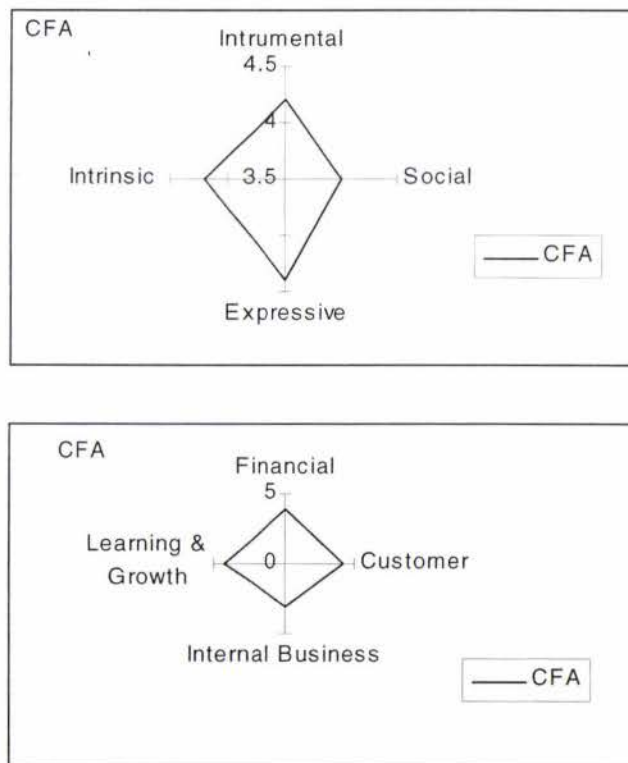 CFA
Intrumental
4.5
4
Intrinsic
3.5
Social
CFA
Expressive
CFA
Financial
5
Learning &
Growth
0
Customer
Internal Business
CFA